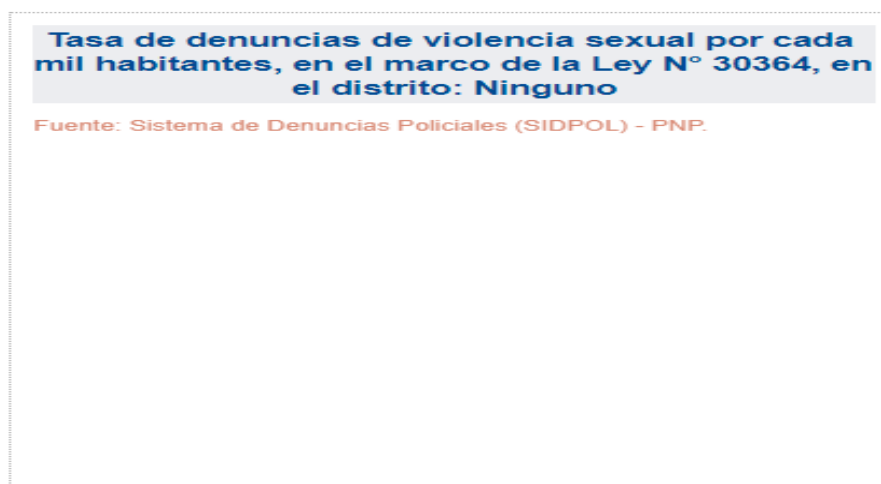 Tasa de denuncias de violencia sexual por cada
mil habitantes, en el marco de la Ley N° 30364, en
el distrito: Ninguno
Fuente: Sistema de Denuncias Policiales (SIDPOL) - PNP.